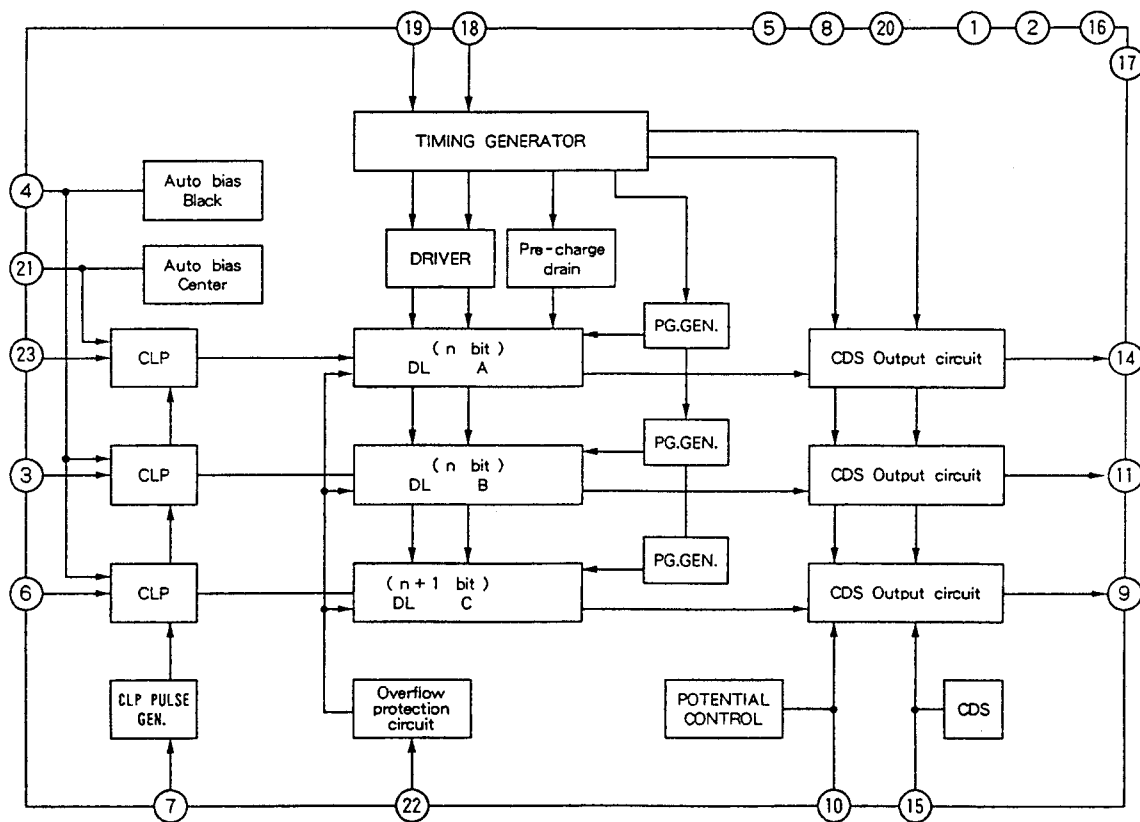 19 18 5 8 20 1 2 16
17
TIMING GENERATOR
4
Auto bias
Black
21
Auto bias
Center
DRIVER
Pre-charge
drain
PG.GEN.
23
CLP
( n bit )
DL A
CDS Output circuit
14
PG.GEN.
3
CLP
( n bit )
DL B
CDS Output circuit
11
PG.GEN.
6
CLP
( n + 1 bit )
DL C
CDS Output circuit
9
CLP PULSE
GEN.
Overflow
protection
circuit
POTENTIAL
CONTROL
CDS
7 22 10 15